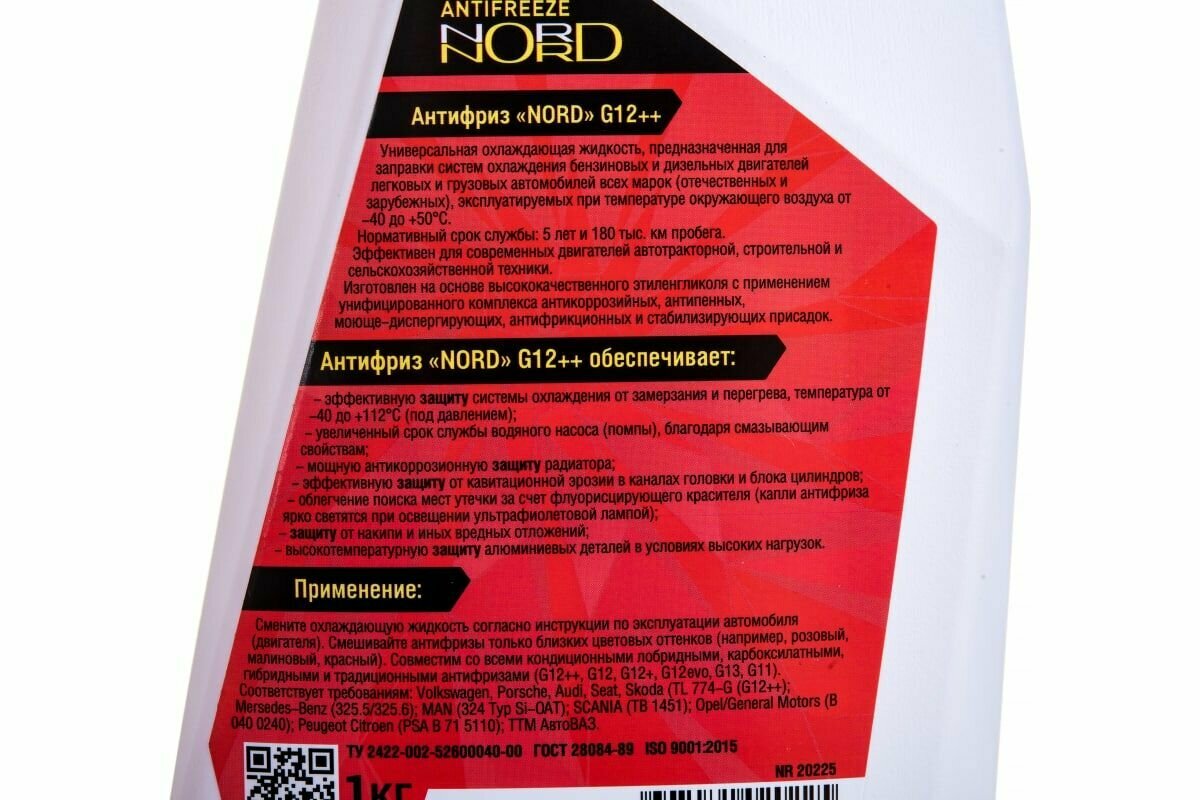 ANTIFREEZE
NORD
Антифриз «NORD» G12++
Универсальная охлаждающая жидкость, предназначенная для
заправки систем охлаждения бензиновых и дизельных двигателей
легковых и грузовых автомобилей всех марок (отечественных и
зарубежных), эксплуатируемых при температуре окружающего воздуха от
–40 до +50°C.
Нормативный срок службы: 5 лет и 180 тыс. км пробега.
Эффективен для современных двигателей автотракторной, строительной и
сельскохозяйственной техники.
Изготовлен на основе высококачественного этиленгликоля с применением
унифицированного комплекса антикоррозийных, антипенных,
моюще–диспергирующих, антифрикционных и стабилизирующих присадок.
Антифриз «NORD» G12++ обеспечивает:
– эффективную защиту системы охлаждения от замерзания и перегрева, температура от
–40 до +112°C (под давлением);
– увеличенный срок службы водяного насоса (помпы), благодаря смазывающим
свойствам;
– мощную антикоррозионную защиту радиатора;
– эффективную защиту от кавитационной эрозии в каналах головки и блока цилиндров;
– облегчение поиска мест утечки за счет флуорисцирующего красителя (капли антифриза
ярко светятся при освещении ультрафиолетовой лампой);
– защиту от накипи и иных вредных отложений;
– высокотемпературную защиту алюминиевых деталей в условиях высоких нагрузок.
Применение:
Смените охлаждающую жидкость согласно инструкции по эксплуатации автомобиля
(двигателя). Смешивайте антифризы только близких цветовых оттенков (например, розовый,
малиновый, красный). Совместим со всеми кондиционными лобридными, карбоксилатными,
гибридными и традиционными антифризами (G12++, G12, G12+, G12evo, G13, G11).
Соответствует требованиям: Volkswagen, Porsche, Audi, Seat, Skoda (TL 774–G (G12++);
Mersedes–Benz (325.5/325.6); MAN (324 Typ Si–OAT); SCANIA (TB 1451); Opel/General Motors (B
040 0240); Peugeot Citroen (PSA B 71 5110); ТТМ АвтоВАЗ.
ТУ 2422-002-52600040-00 ГОСТ 28084-89 ISO 9001:2015
NR 20225
1 КГ